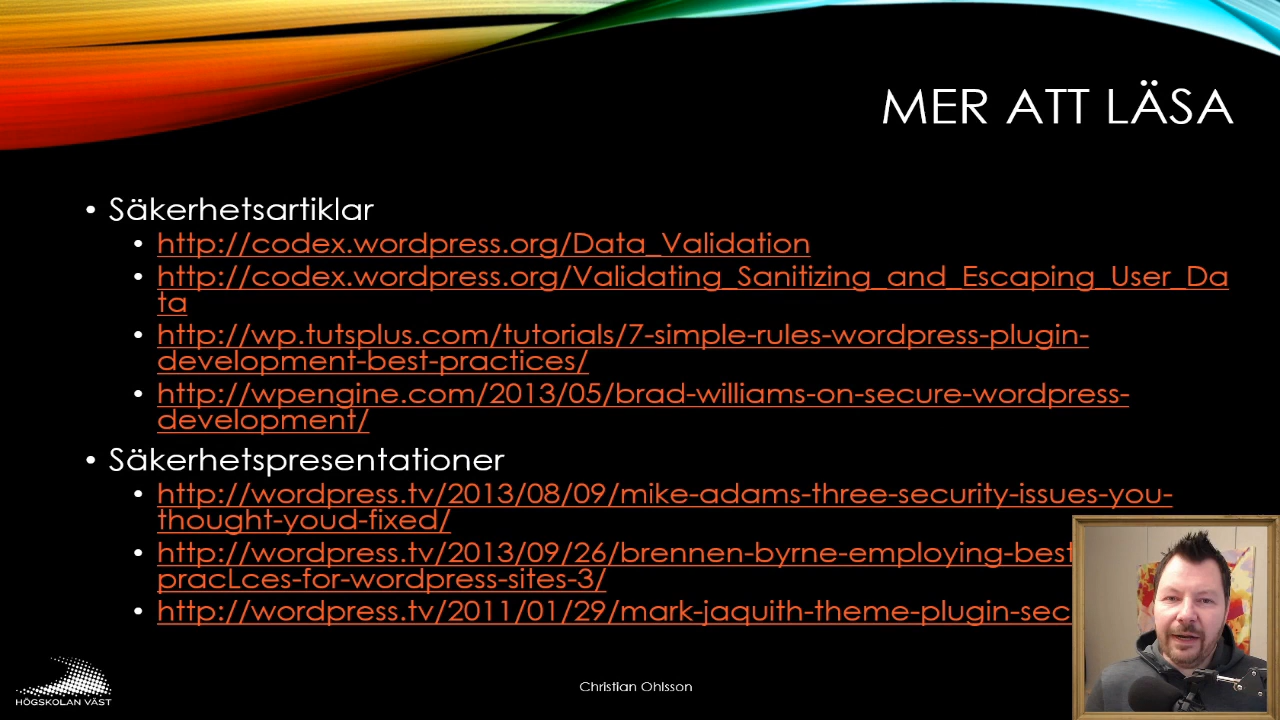 MER ATT LÄSA
• Säkerhetsartiklar
• http://codex.wordpress.org/Data_Validation
• http://codex.wordpress.org/Validating_Sanitizing_and_Escaping_User_Da
ta
• http://wp.tutsplus.com/tutorials/7-simple-rules-wordpress-plugin-
development-best-practices/
• http://wpengine.com/2013/05/brad-williams-on-secure-wordpress-
development/
• Säkerhetspresentationer
• http://wordpress.tv/2013/08/09/mike-adams-three-security-issues-you-
thought-youd-fixed/
• http://wordpress.tv/2013/09/26/brennen-byrne-employing-best
pracLces-for-wordpress-sites-3/
• http://wordpress.tv/2011/01/29/mark-jaquith-theme-plugin-sec
HÖGSKOLAN VÄST
Christian Ohlsson